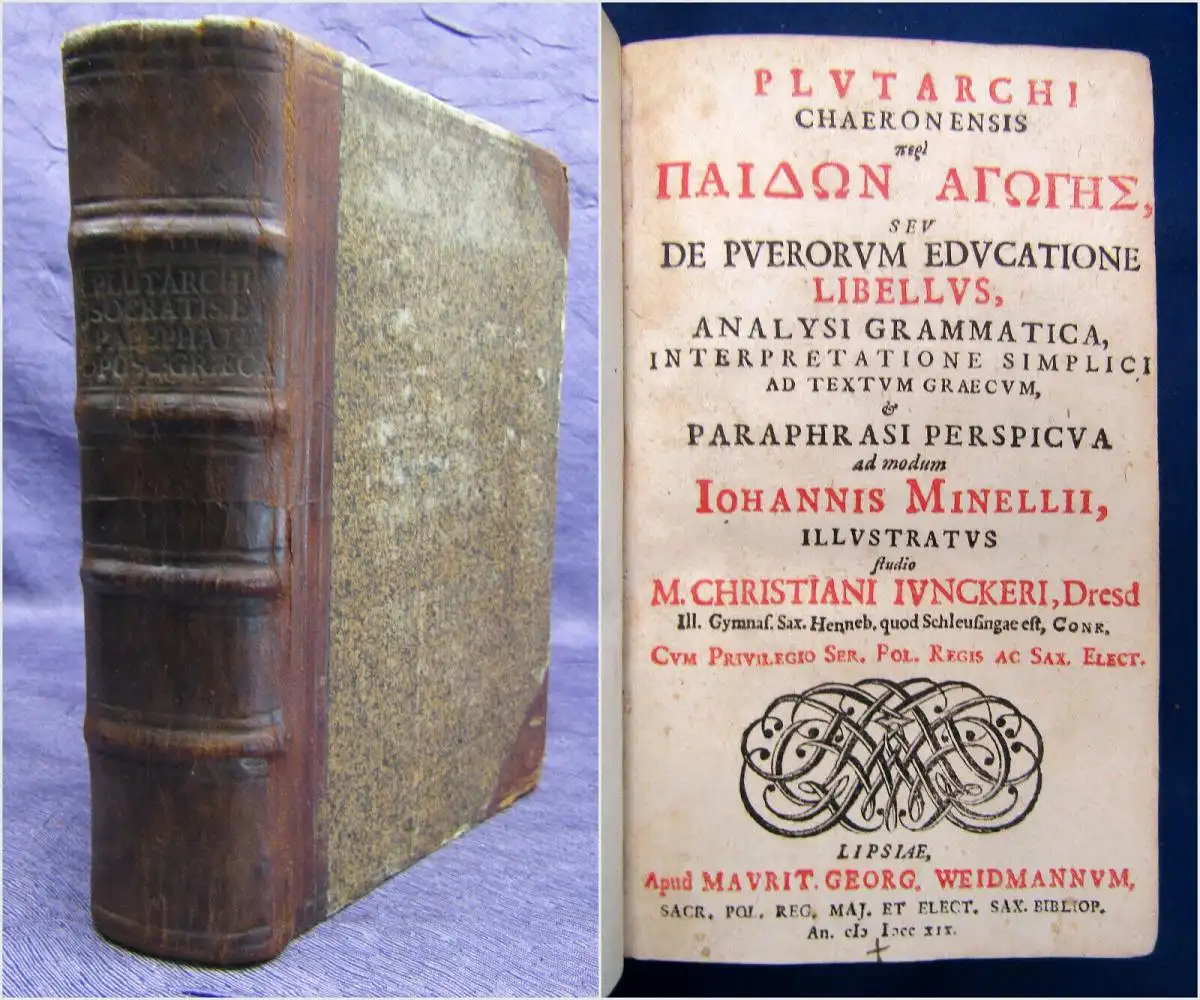 PLUTARCHI
SOCRATIS. E
PALEPHATI
OPUSC. GRÆC
PLVTARCHI
CHAERONENSIS
περὶ
ΠΑΙΔΩΝ ΑΓΩΓΗΣ,
SEV
DE PVERORVM EDVCATIONE
LIBELLVS,
ANALYSI GRAMMATICA,
INTERPRETATIONE SIMPLICI
AD TEXTVM GRAECVM,
&
PARAPHRASI PERSPICVA
ad modum
IOHANNIS MINELLII,
ILLVSTRATVS
ſtudio
M. CHRISTIANI IVNCKERI, Dresd
Ill. Gymnaſ. Sax. Henneb. quod Schleuſingae eſt, CONR.
CVM PRIVILEGIO SER. POL. REGIS AC SAX. ELECT.
LIPSIAE,
Apud MAVRIT. GEORG. WEIDMANNVM,
SACR. POL. REG. MAJ. ET ELECT. SAX. BIBLIOP.
An. cIɔ Iɔcc XIX.